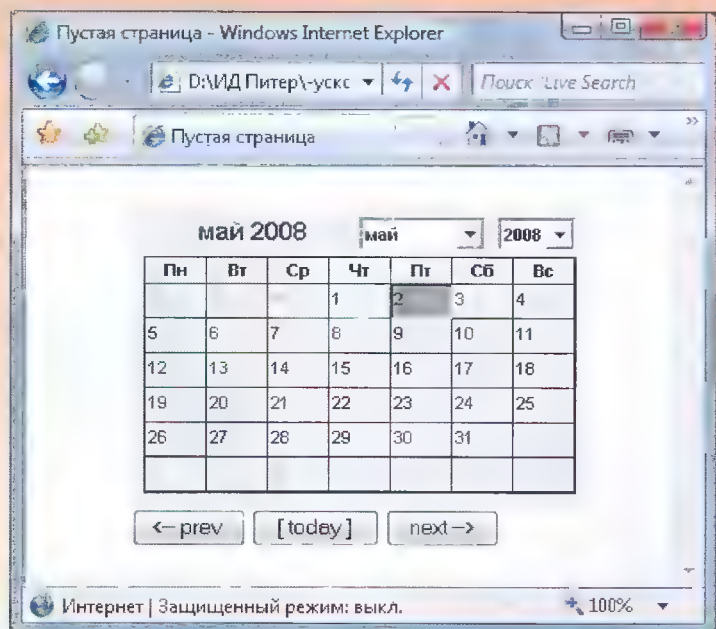 Пустая страница - Windows Internet Explorer
D:\ИД Питер\-ускс Поиск "Live Search
Пустая страница
май 2008 май 2008
Пн Вт Ср Чт Пт Сб Вс
1 2 3 4
5 6 7 8 9 10 11
12 13 14 15 16 17 18
19 20 21 22 23 24 25
26 27 28 29 30 31
<-- prev [ today ] next -->
Интернет | Защищенный режим: выкл. 100%